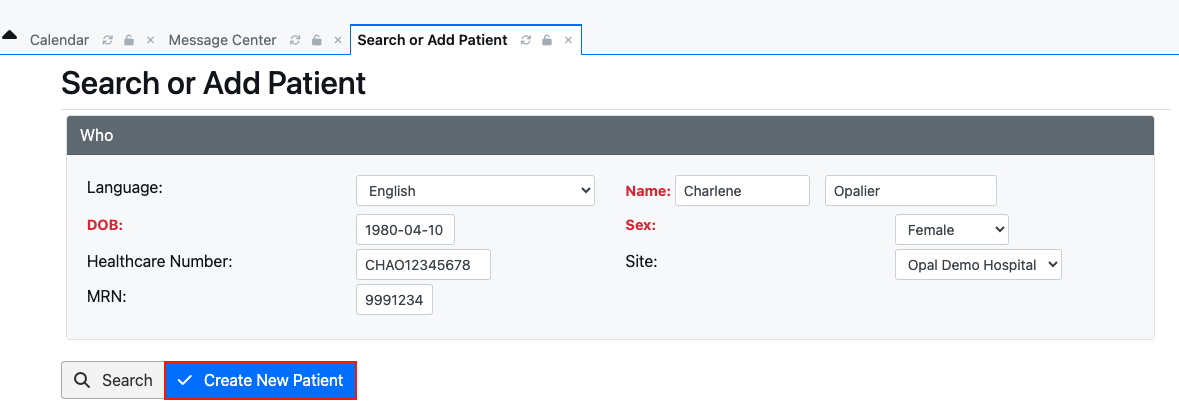 Calendar Message Center Search or Add Patient
Search or Add Patient
Who
Language: English Name: Charlene Opalier
DOB: 1980-04-10 Sex: Female
Healthcare Number: CHAO12345678 Site: Opal Demo Hospital
MRN: 9991234
Search Create New Patient